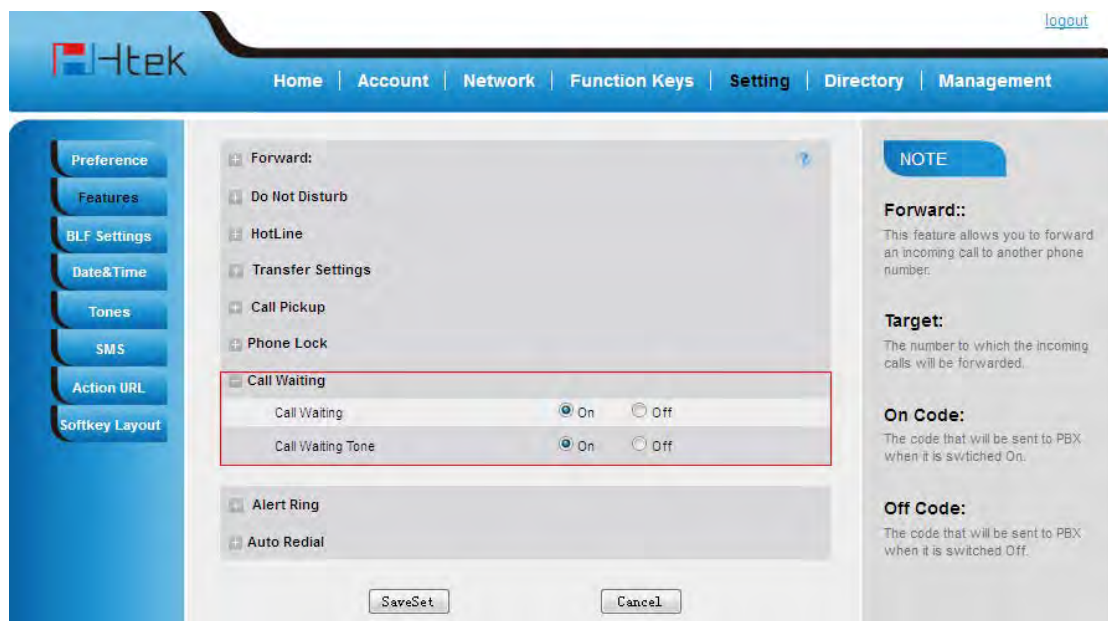 logout
Htek
Home | Account | Network | Function Keys | Setting | Directory | Management
Preference
Features
BLF Settings
Date&Time
Tones
SMS
Action URL
Softkey Layout
Forward:
?
Do Not Disturb
HotLine
Transfer Settings
Call Pickup
Phone Lock
Call Waiting
Call Waiting On Off
Call Waiting Tone On Off
Alert Ring
Auto Redial
SaveSet Cancel
NOTE
Forward::
This feature allows you to forward
an incoming call to another phone
number.
Target:
The number to which the incoming
calls will be forwarded.
On Code:
The code that will be sent to PBX
when it is swtiched On.
Off Code:
The code that will be sent to PBX
when it is switched Off.